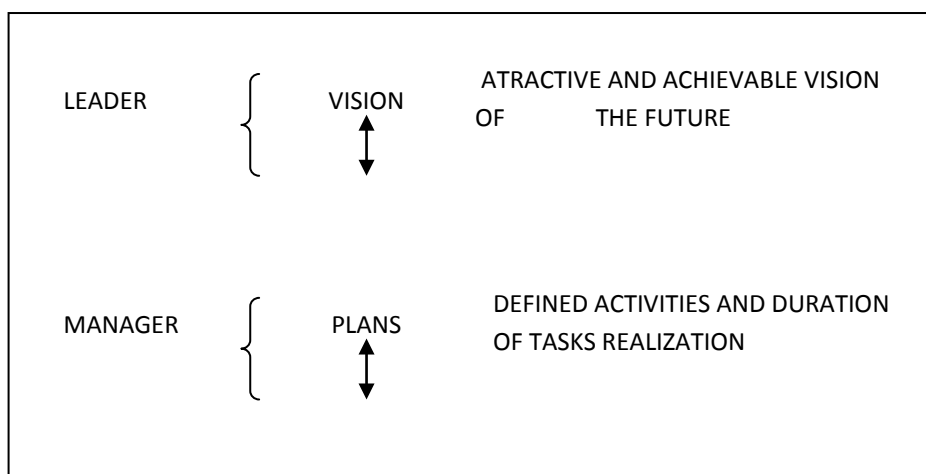 LEADER
VISION
ATRACTIVE AND ACHIEVABLE VISION
OF THE FUTURE
MANAGER
PLANS
DEFINED ACTIVITIES AND DURATION
OF TASKS REALIZATION